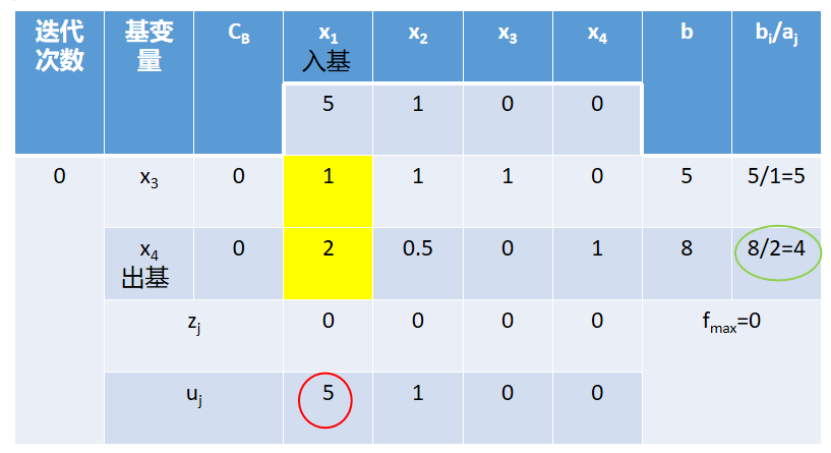 迭代次数 基变量 C_B x_1 入基 x_2 x_3 x_4 b b_i/a_j
5 1 0 0
0 x_3 0 1 1 1 0 5 5/1=5
x_4 出基 0 2 0.5 0 1 8 8/2=4
z_j 0 0 0 0 f_max=0
u_j 5 1 0 0